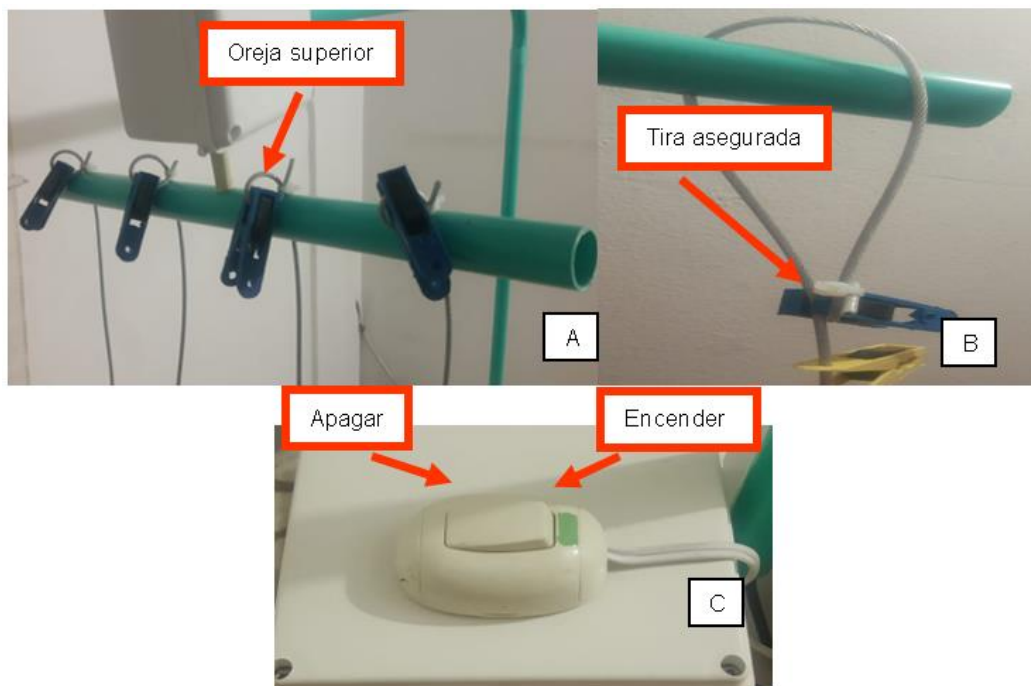 Oreja superior
Tira asegurada
A
B
Apagar
Encender
C